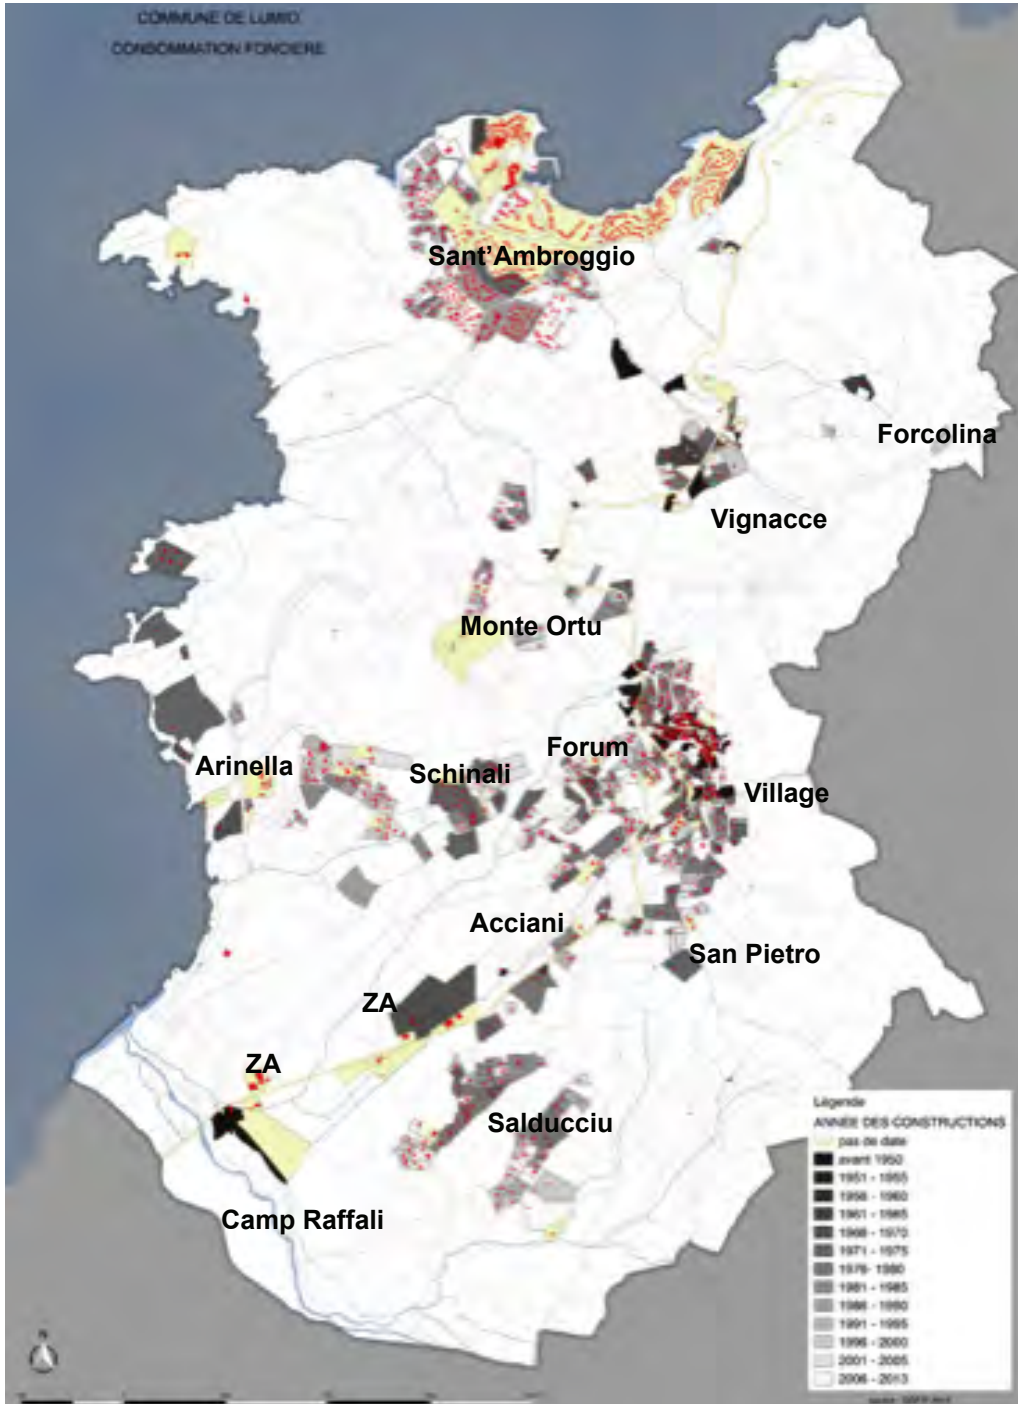 COMMUNE DE LUMIO
CONSOMMATION FONCIERE
Sant'Ambroggio
Forcolina
Vignacce
Monte Ortu
Forum
Arinella
Schinali
Village
Acciani
San Pietro
ZA
ZA
Salducciu
Camp Raffali
Légende
ANNEE DES CONSTRUCTIONS
pas de date
avant 1950
1951 - 1955
1956 - 1960
1961 - 1965
1966 - 1970
1971 - 1975
1976- 1980
1981 - 1985
1986 - 1990
1991 - 1995
1996 - 2000
2001 - 2005
2006 - 2013
N